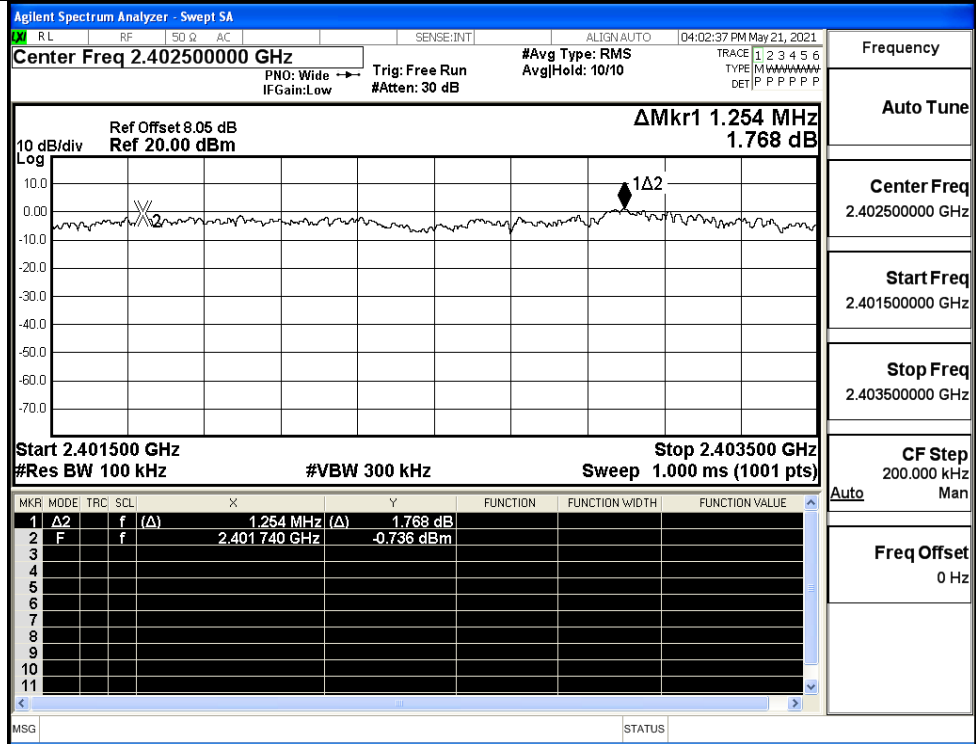 Agilent Spectrum Analyzer - Swept SA
LXI RL RF 50 Ω AC SENSE:INT ALIGN AUTO 04:02:37 PM May 21, 2021
Center Freq 2.402500000 GHz
PNO: Wide
IFGain:Low
Trig: Free Run
#Atten: 30 dB
#Avg Type: RMS
Avg|Hold: 10/10
TRACE 1 2 3 4 5 6
TYPE M W W W W W
DET P P P P P P
ΔMkr1 1.254 MHz
1.768 dB
Ref Offset 8.05 dB
10 dB/div Ref 20.00 dBm
Log
10.0
0.00
-10.0
-20.0
-30.0
-40.0
-50.0
-60.0
-70.0
1Δ2
2
Start 2.401500 GHz Stop 2.403500 GHz
#Res BW 100 kHz #VBW 300 kHz Sweep 1.000 ms (1001 pts)
MKR MODE TRC SCL X Y FUNCTION FUNCTION WIDTH FUNCTION VALUE
1 Δ2 f (Δ) 1.254 MHz (Δ) 1.768 dB
2 F f 2.401 740 GHz -0.736 dBm
3
4
5
6
7
8
9
10
11
MSG STATUS
Frequency
Auto Tune
Center Freq
2.402500000 GHz
Start Freq
2.401500000 GHz
Stop Freq
2.403500000 GHz
CF Step
200.000 kHz
Auto Man
Freq Offset
0 Hz